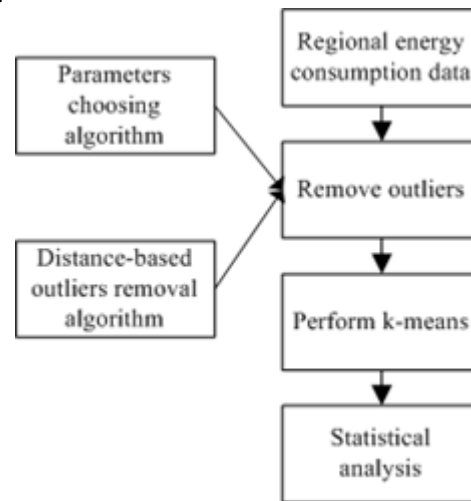 Regional energy
consumption data
Parameters
choosing
algorithm
Remove outliers
Distance-based
outliers removal
algorithm
Perform k-means
Statistical
analysis